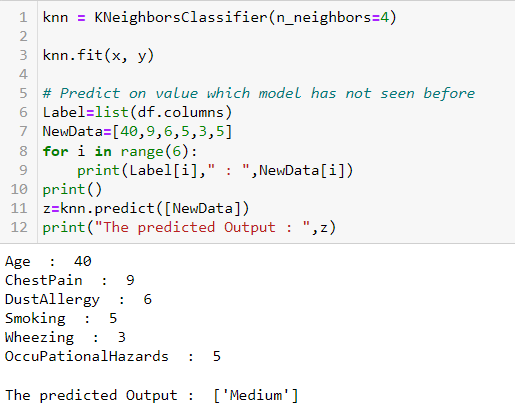 1 knn = KNeighborsClassifier(n_neighbors=4)
2
3 knn.fit(x, y)
4
5 # Predict on value which model has not seen before
6 Label=list(df.columns)
7 NewData=[40,9,6,5,3,5]
8 for i in range(6):
9     print(Label[i]," : ",NewData[i])
10 print()
11 z=knn.predict([NewData])
12 print("The predicted Output : ",z)
Age  :  40
ChestPain  :  9
DustAllergy  :  6
Smoking  :  5
Wheezing  :  3
OccuPationalHazards  :  5
The predicted Output :  ['Medium']